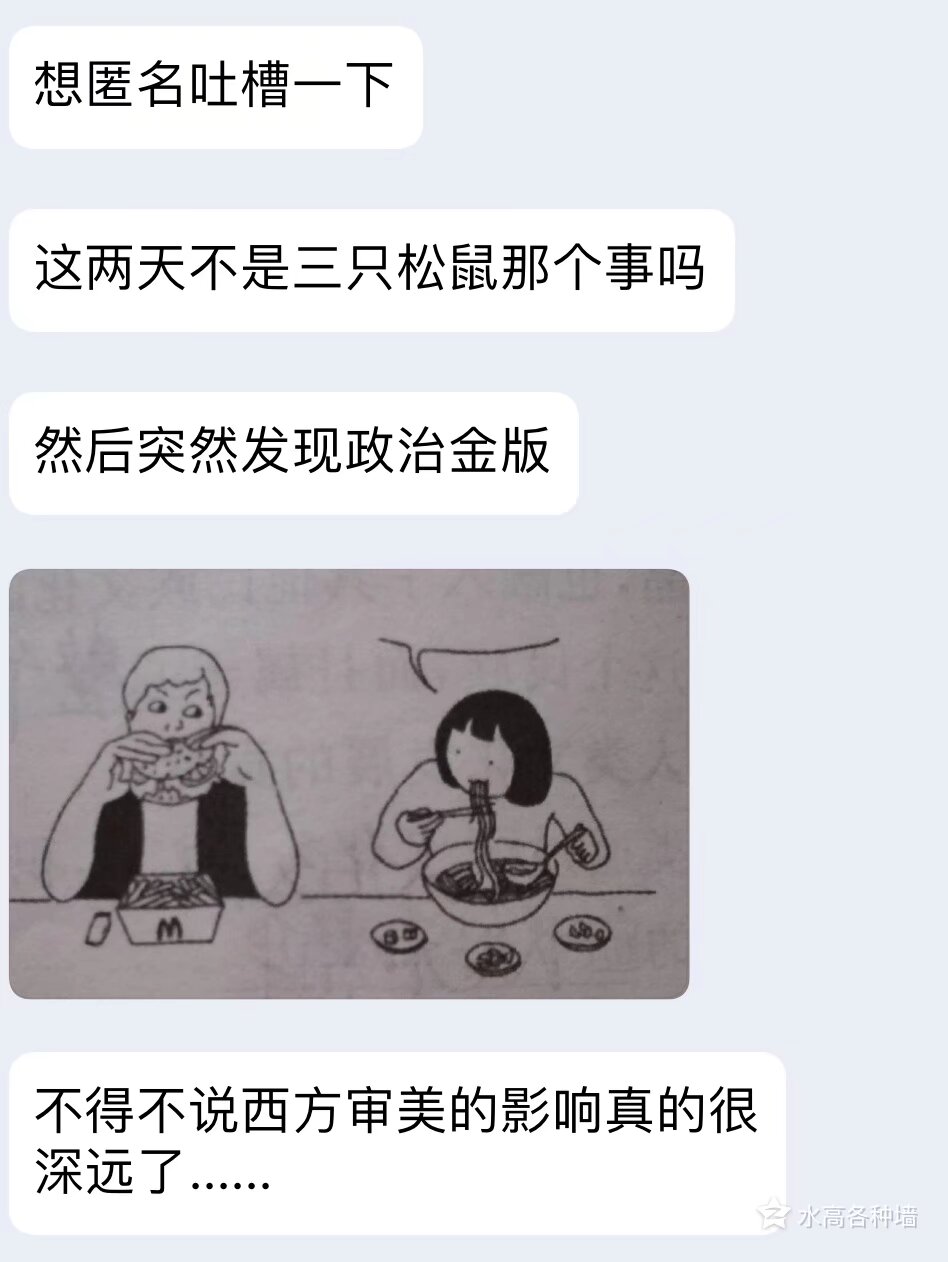 想匿名吐槽一下
这两天不是三只松鼠那个事吗
然后突然发现政治金版
M
不得不说西方审美的影响真的很
深远了......
水高各种墙